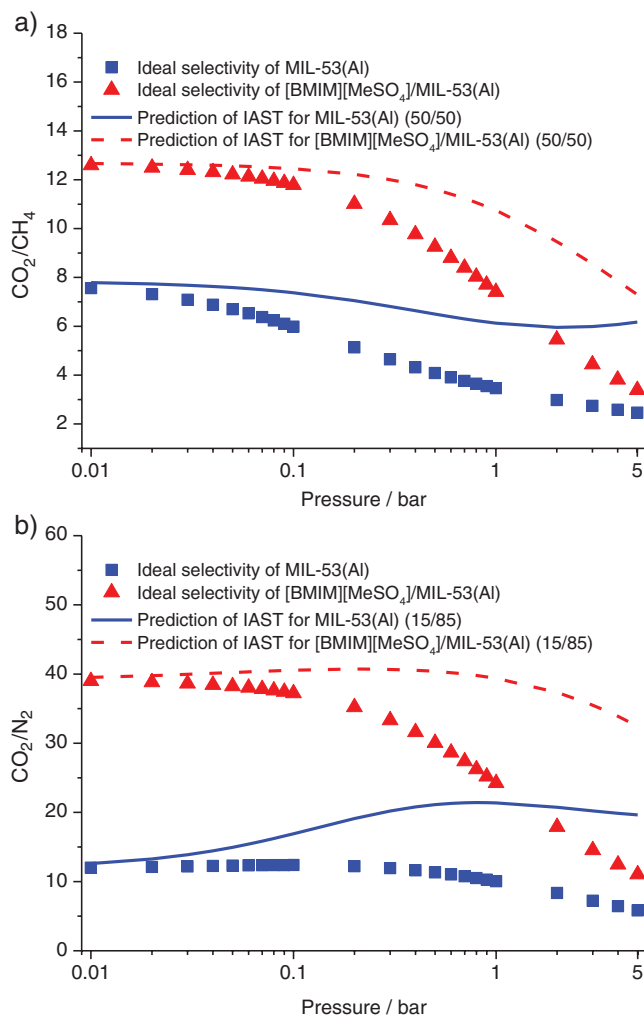 a)
18
16
14
12
10
8
6
4
2
CO₂/CH₄
Ideal selectivity of MIL-53(Al)
Ideal selectivity of [BMIM][MeSO₄]/MIL-53(Al)
Prediction of IAST for MIL-53(Al) (50/50)
Prediction of IAST for [BMIM][MeSO₄]/MIL-53(Al) (50/50)
0.01 0.1 1 5
Pressure / bar
b)
60
50
40
30
20
10
0
CO₂/N₂
Ideal selectivity of MIL-53(Al)
Ideal selectivity of [BMIM][MeSO₄]/MIL-53(Al)
Prediction of IAST for MIL-53(Al) (15/85)
Prediction of IAST for [BMIM][MeSO₄]/MIL-53(Al) (15/85)
0.01 0.1 1 5
Pressure / bar